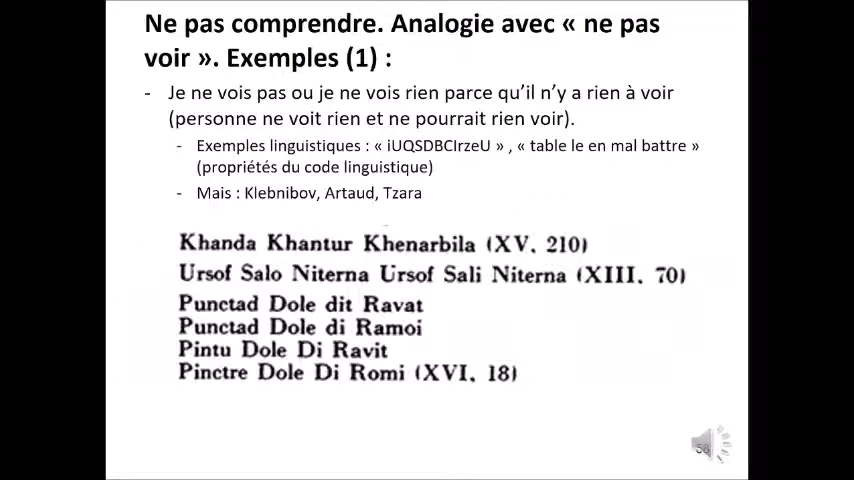 Ne pas comprendre. Analogie avec « ne pas
voir ». Exemples (1) :
- Je ne vois pas ou je ne vois rien parce qu’il n’y a rien à voir
(personne ne voit rien et ne pourrait rien voir).
- Exemples linguistiques : « iUQSDBCIrzeU » , « table le en mal battre »
(propriétés du code linguistique)
- Mais : Klebnibov, Artaud, Tzara
Khanda Khantur Khenarbila (XV, 210)
Ursof Salo Niterna Ursof Sali Niterna (XIII, 70)
Punctad Dole dit Ravat
Punctad Dole di Ramoi
Pintu Dole Di Ravit
Pinctre Dole Di Romi (XVI, 18)
58